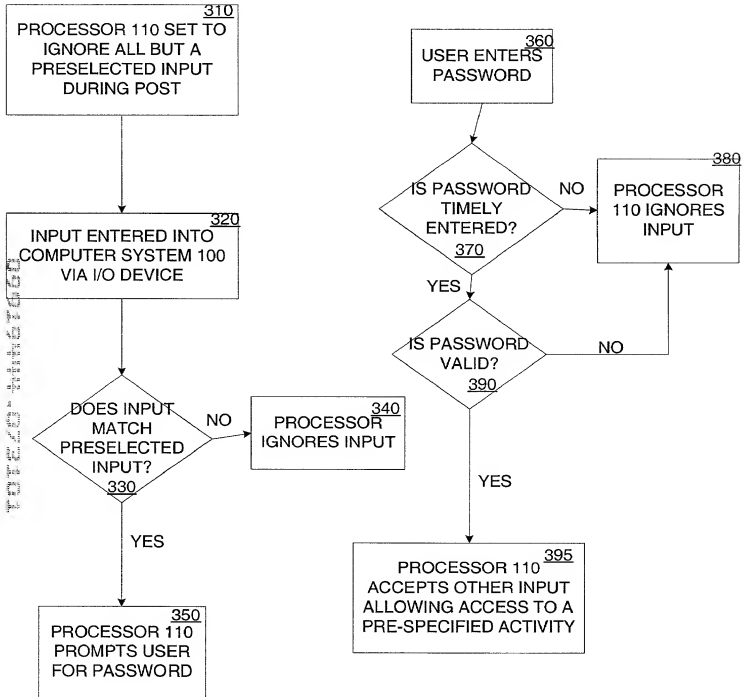 310
PROCESSOR 110 SET TO
IGNORE ALL BUT A
PRESELECTED INPUT
DURING POST
320
INPUT ENTERED INTO
COMPUTER SYSTEM 100
VIA I/O DEVICE
DOES INPUT
MATCH
PRESELECTED
INPUT?
330
NO
340
PROCESSOR
IGNORES INPUT
YES
350
PROCESSOR 110
PROMPTS USER
FOR PASSWORD
360
USER ENTERS
PASSWORD
IS PASSWORD
TIMELY
ENTERED?
370
NO
380
PROCESSOR
110 IGNORES
INPUT
YES
IS PASSWORD
VALID?
390
NO
YES
395
PROCESSOR 110
ACCEPTS OTHER INPUT
ALLOWING ACCESS TO A
PRE-SPECIFIED ACTIVITY